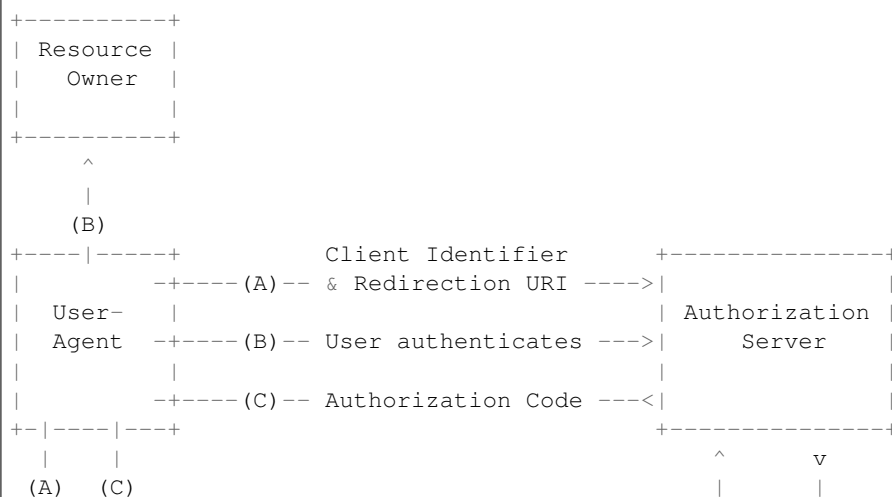 +----------+
| Resource |
|   Owner  |
|          |
+----------+
     ^
     |
    (B)
+----|-----+          Client Identifier      +---------------+
|         -+----(A)-- & Redirection URI ---->|               |
|  User-   |                                 | Authorization |
|  Agent  -+----(B)-- User authenticates --->|     Server    |
|          |                                 |               |
|         -+----(C)-- Authorization Code ---<|               |
+-|----|---+                                 +---------------+
  |    |                                         ^      v
 (A)  (C)                                        |      |